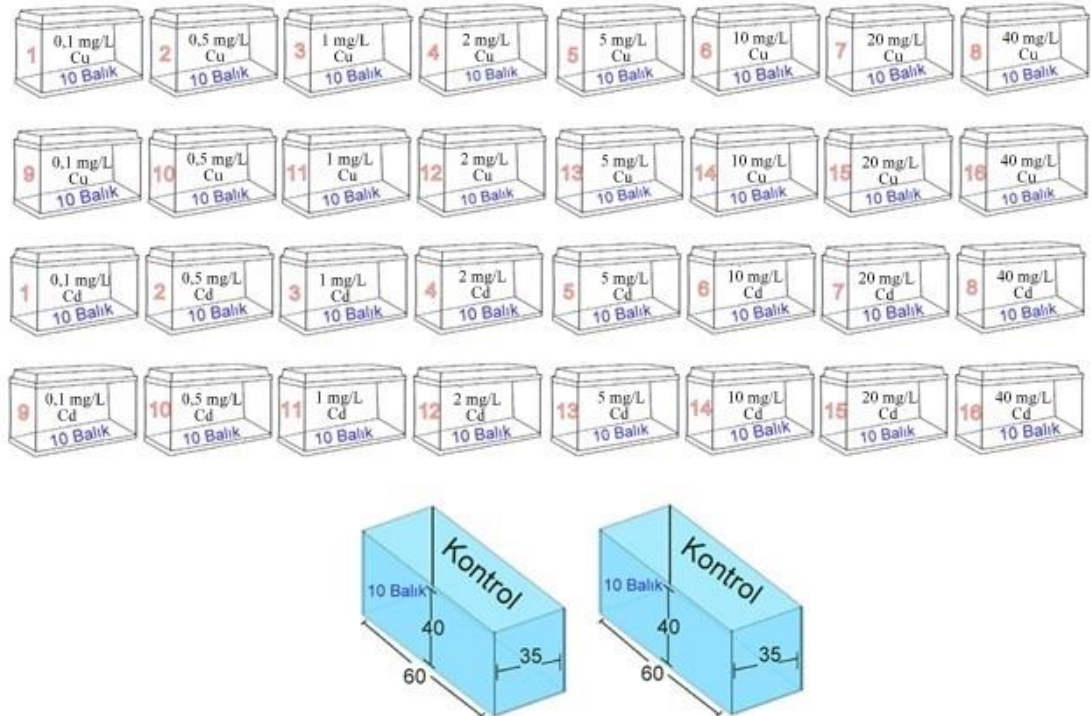 1 0,1 mg/L Cu 10 Balık
2 0,5 mg/L Cu 10 Balık
3 1 mg/L Cu 10 Balık
4 2 mg/L Cu 10 Balık
5 5 mg/L Cu 10 Balık
6 10 mg/L Cu 10 Balık
7 20 mg/L Cu 10 Balık
8 40 mg/L Cu 10 Balık
9 0,1 mg/L Cu 10 Balık
10 0,5 mg/L Cu 10 Balık
11 1 mg/L Cu 10 Balık
12 2 mg/L Cu 10 Balık
13 5 mg/L Cu 10 Balık
14 10 mg/L Cu 10 Balık
15 20 mg/L Cu 10 Balık
16 40 mg/L Cu 10 Balık
1 0,1 mg/L Cd 10 Balık
2 0,5 mg/L Cd 10 Balık
3 1 mg/L Cd 10 Balık
4 2 mg/L Cd 10 Balık
5 5 mg/L Cd 10 Balık
6 10 mg/L Cd 10 Balık
7 20 mg/L Cd 10 Balık
8 40 mg/L Cd 10 Balık
9 0,1 mg/L Cd 10 Balık
10 0,5 mg/L Cd 10 Balık
11 1 mg/L Cd 10 Balık
12 2 mg/L Cd 10 Balık
13 5 mg/L Cd 10 Balık
14 10 mg/L Cd 10 Balık
15 20 mg/L Cd 10 Balık
16 40 mg/L Cd 10 Balık
Kontrol
10 Balık
40
35
60
Kontrol
10 Balık
40
35
60